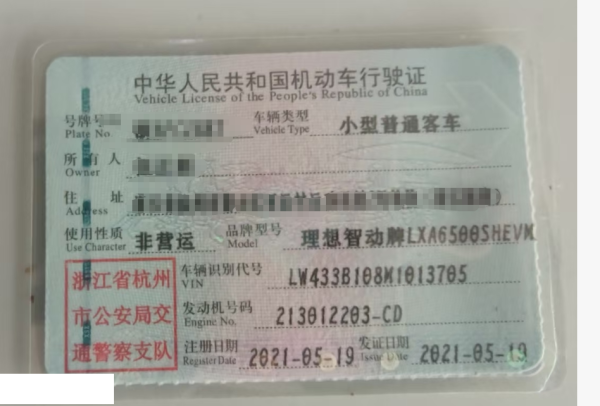 中华人民共和国机动车行驶证
Vehicle License of the People's Republic of China
号牌号
Plate No.
车辆类型 小型普通客车
Vehicle Type
所有人
Owner
住址
Address
使用性质 非营运 品牌型号 理想智动牌LXA6500SHEVM
Use Character Model
浙江省杭州
市公安局交
通警察支队
车辆识别代号 LW433B108M1013705
VIN
发动机号码 213012203-CD
Engine No.
注册日期 2021-05-19 发证日期 2021-05-19
Register Date Issue Date